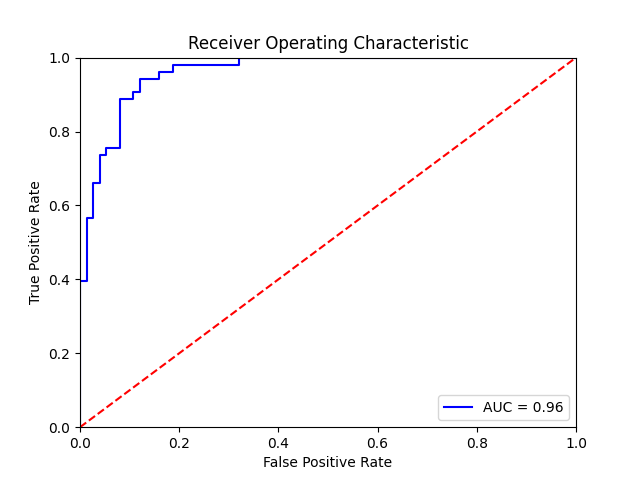 Receiver Operating Characteristic
1.0
0.8
0.6
0.4
0.2
0.0
True Positive Rate
AUC = 0.96
0.0 0.2 0.4 0.6 0.8 1.0
False Positive Rate